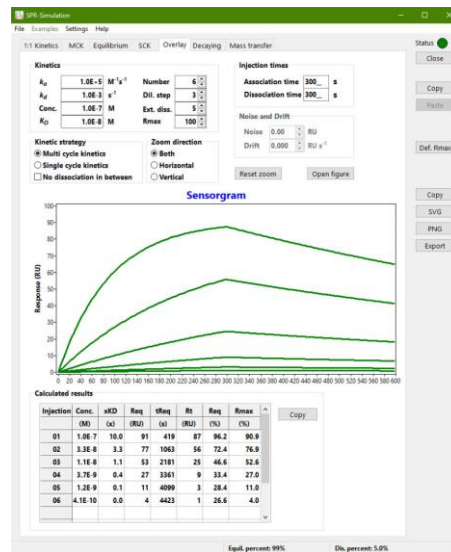 SPR-Simulation
File Examples Settings Help
1:1 Kinetics MCK Equilibrium SCK Overlay Decaying Mass transfer
Status
Close
Copy
Paste
Def. Rmax
Copy
SVG
PNG
Export
Kinetics
ka 1.0E+5 M⁻¹s⁻¹ Number 6
kd 1.0E-3 s⁻¹ Dil. step 3
Conc. 1.0E-7 M Ext. diss. 5
KD 1.0E-8 M Rmax 100
Injection times
Association time 300_ s
Dissociation time 300_ s
Noise and Drift
Noise 0.00 RU
Drift 0.000 RU s⁻¹
Kinetic strategy
Multi cycle kinetics
Single cycle kinetics
No dissociation in between
Zoom direction
Both
Horizontal
Vertical
Reset zoom Open figure
Sensorgram
Response (RU)
100
90
80
70
60
50
40
30
20
10
0
0 20 40 60 80 100 120 140 160 180 200 220 240 260 280 300 320 340 360 380 400 420 440 460 480 500 520 540 560 580 600
Calculated results
Injection Conc. xKD Req tReq Rt Req Rmax
(M) (x) (RU) (s) (RU) (%) (%)
01 1.0E-7 10.0 91 419 87 96.2 90.9
02 3.3E-8 3.3 77 1063 56 72.4 76.9
03 1.1E-8 1.1 53 2181 25 46.6 52.6
04 3.7E-9 0.4 27 3361 9 33.4 27.0
05 1.2E-9 0.1 11 4099 3 28.4 11.0
06 4.1E-10 0.0 4 4423 1 26.6 4.0
Copy
Equil. percent: 99% Dis. percent: 5.0%